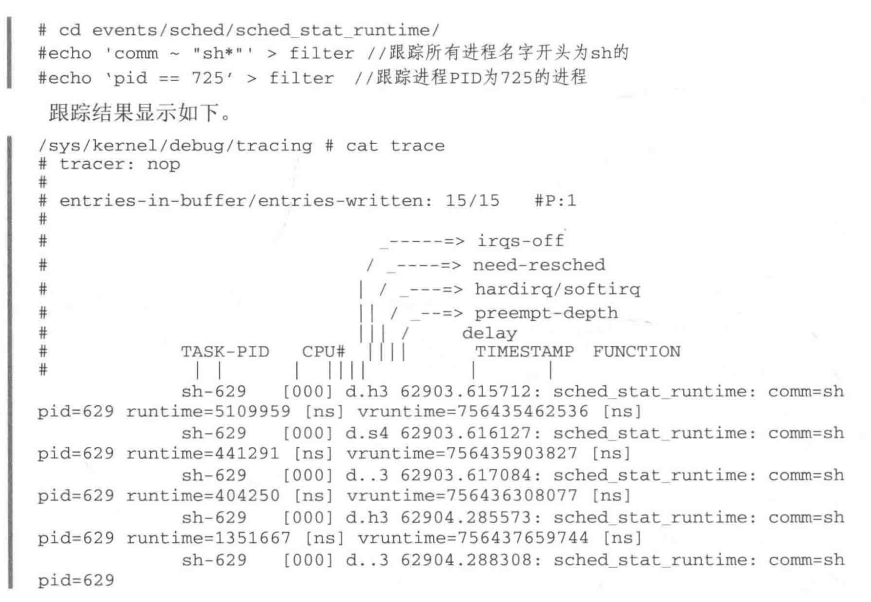 # cd events/sched/sched_stat_runtime/
#echo 'comm ~ "sh*"' > filter //跟踪所有进程名字开头为sh的
#echo ‵pid == 725′ > filter //跟踪进程PID为725的进程
跟踪结果显示如下。
/sys/kernel/debug/tracing # cat trace
# tracer: nop
#
# entries-in-buffer/entries-written: 15/15   #P:1
#
#                              _-----=> irqs-off
#                             / _----=> need-resched
#                            | / _---=> hardirq/softirq
#                            || / _--=> preempt-depth
#                            ||| /     delay
#           TASK-PID   CPU#  ||||       TIMESTAMP  FUNCTION
#              | |       |   ||||          |         |
sh-629   [000] d.h3 62903.615712: sched_stat_runtime: comm=sh
pid=629 runtime=5109959 [ns] vruntime=756435462536 [ns]
sh-629   [000] d.s4 62903.616127: sched_stat_runtime: comm=sh
pid=629 runtime=441291 [ns] vruntime=756435903827 [ns]
sh-629   [000] d..3 62903.617084: sched_stat_runtime: comm=sh
pid=629 runtime=404250 [ns] vruntime=756436308077 [ns]
sh-629   [000] d.h3 62904.285573: sched_stat_runtime: comm=sh
pid=629 runtime=1351667 [ns] vruntime=756437659744 [ns]
sh-629   [000] d..3 62904.288308: sched_stat_runtime: comm=sh
pid=629